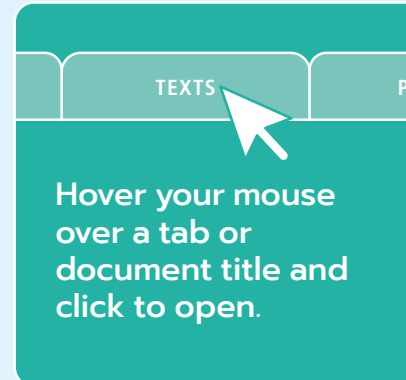 TEXTS
P
Hover your mouse
over a tab or
document title and
click to open.